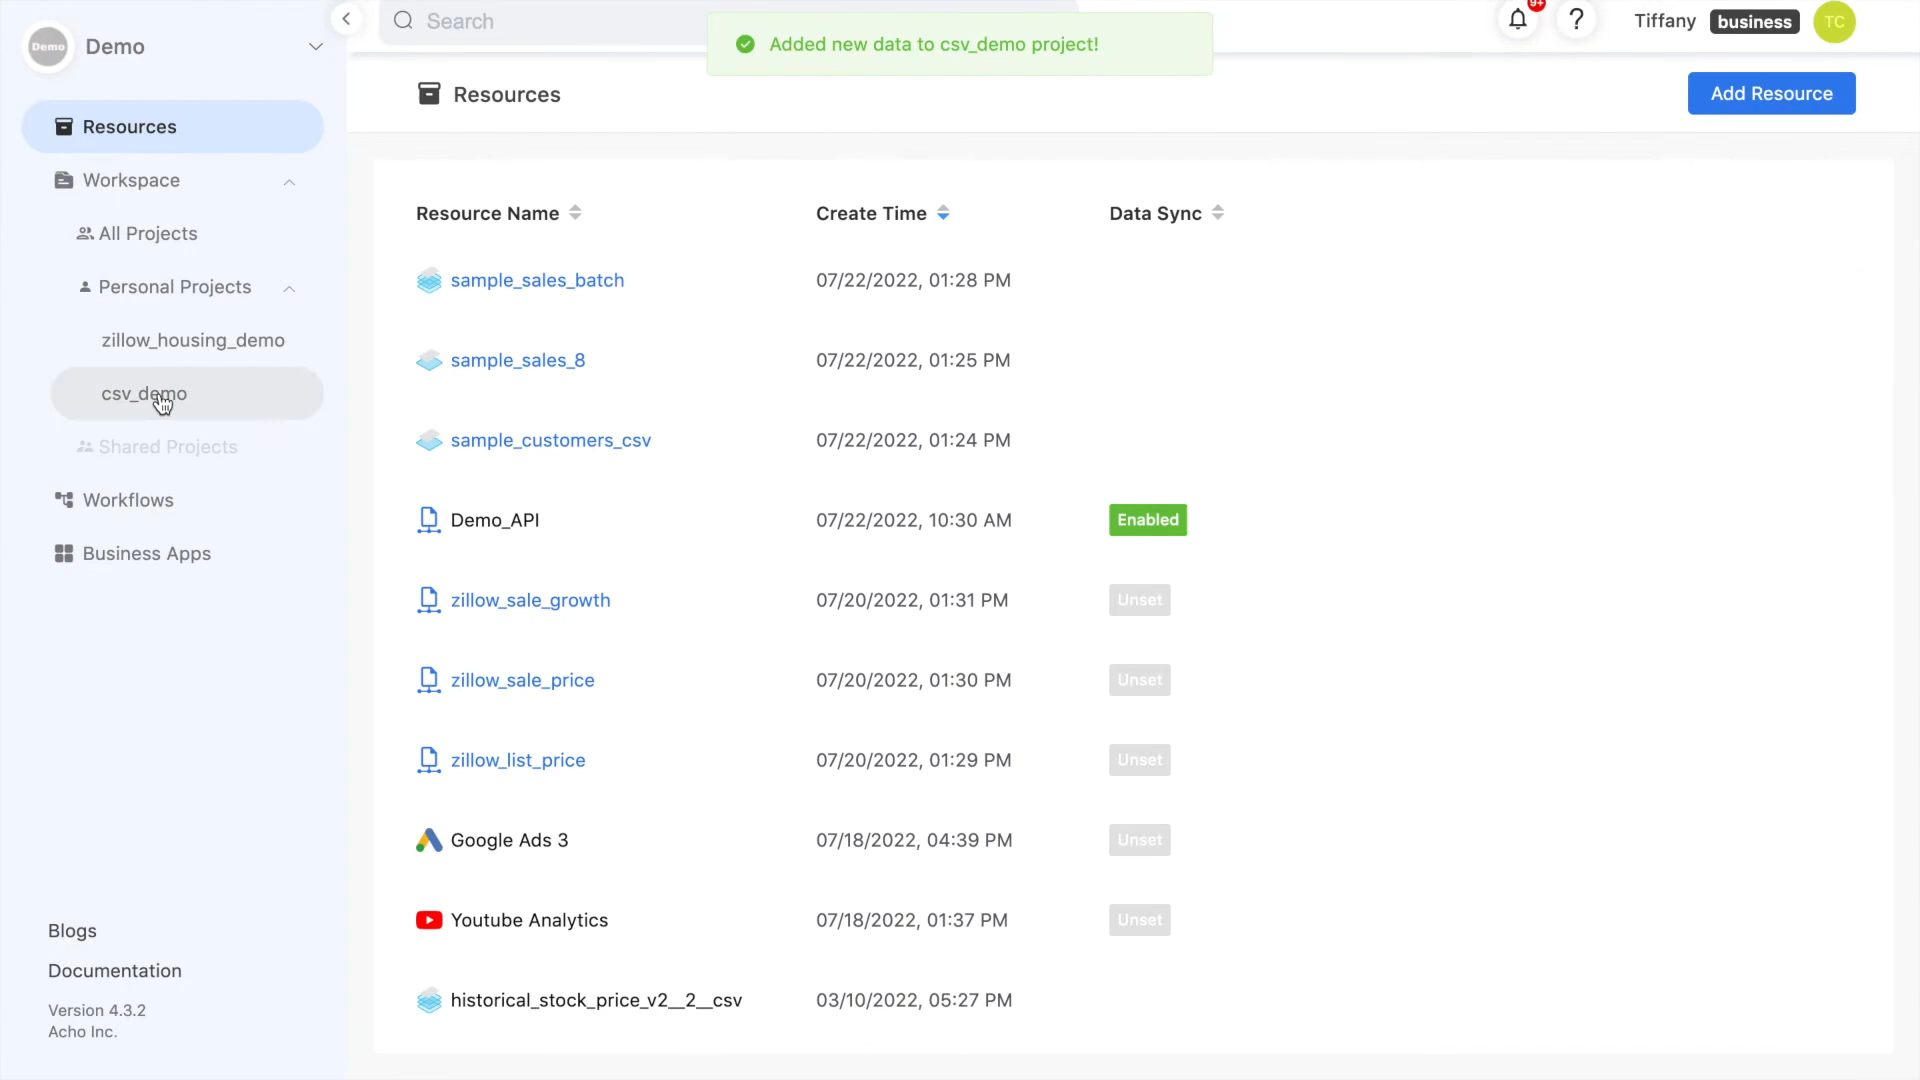 Demo
Demo
Search
Added new data to csv_demo project!
9+
?
Tiffany
business
TC
Resources
Add Resource
Resources
Workspace
All Projects
Personal Projects
zillow_housing_demo
csv_demo
Shared Projects
Workflows
Business Apps
Blogs
Documentation
Version 4.3.2
Acho Inc.
Resource Name Create Time Data Sync
sample_sales_batch 07/22/2022, 01:28 PM
sample_sales_8 07/22/2022, 01:25 PM
sample_customers_csv 07/22/2022, 01:24 PM
Demo_API 07/22/2022, 10:30 AM Enabled
zillow_sale_growth 07/20/2022, 01:31 PM Unset
zillow_sale_price 07/20/2022, 01:30 PM Unset
zillow_list_price 07/20/2022, 01:29 PM Unset
Google Ads 3 07/18/2022, 04:39 PM Unset
Youtube Analytics 07/18/2022, 01:37 PM Unset
historical_stock_price_v2__2__csv 03/10/2022, 05:27 PM